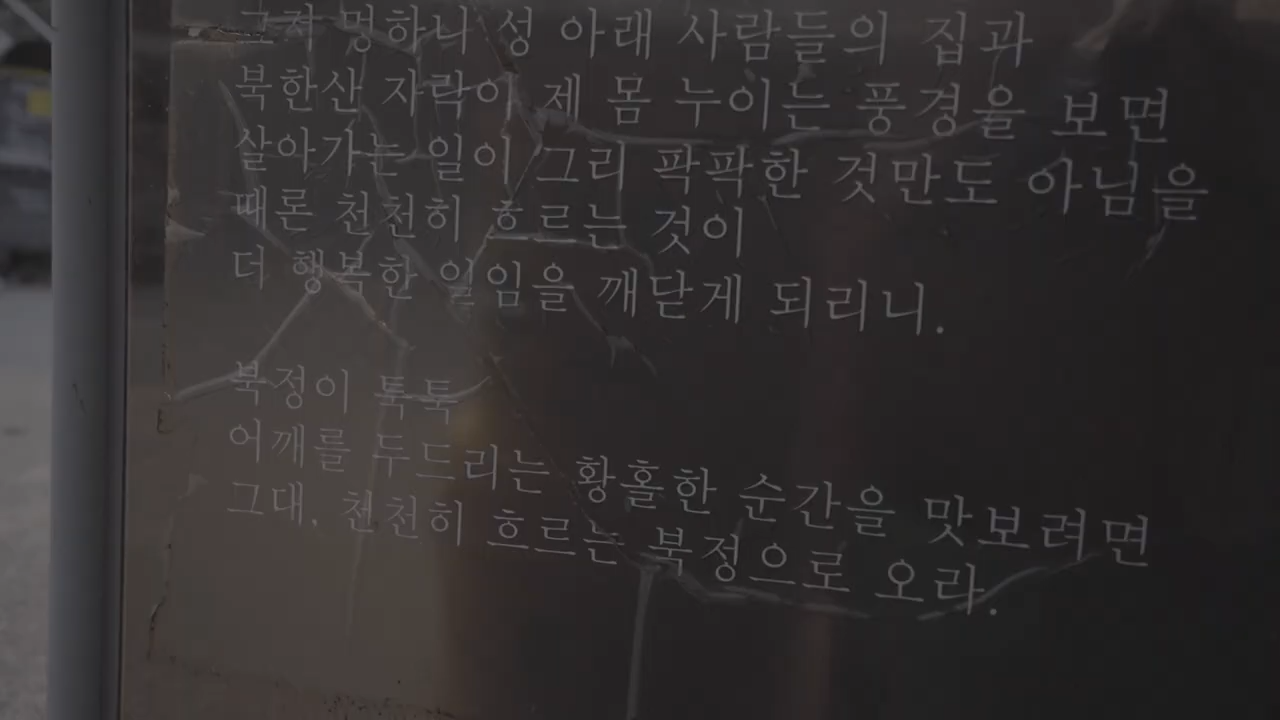 그저 멍하니 성 아래 사람들의 집과
북한산 자락이 제 몸 누이는 풍경을 보면
살아가는 일이 그리 팍팍한 것만도 아님을
때론 천천히 흐르는 것이
더 행복한 일임을 깨닫게 되리니.
북정이 툭툭
어깨를 두드리는 황홀한 순간을 맛보려면
그대, 천천히 흐르는 북정으로 오라.